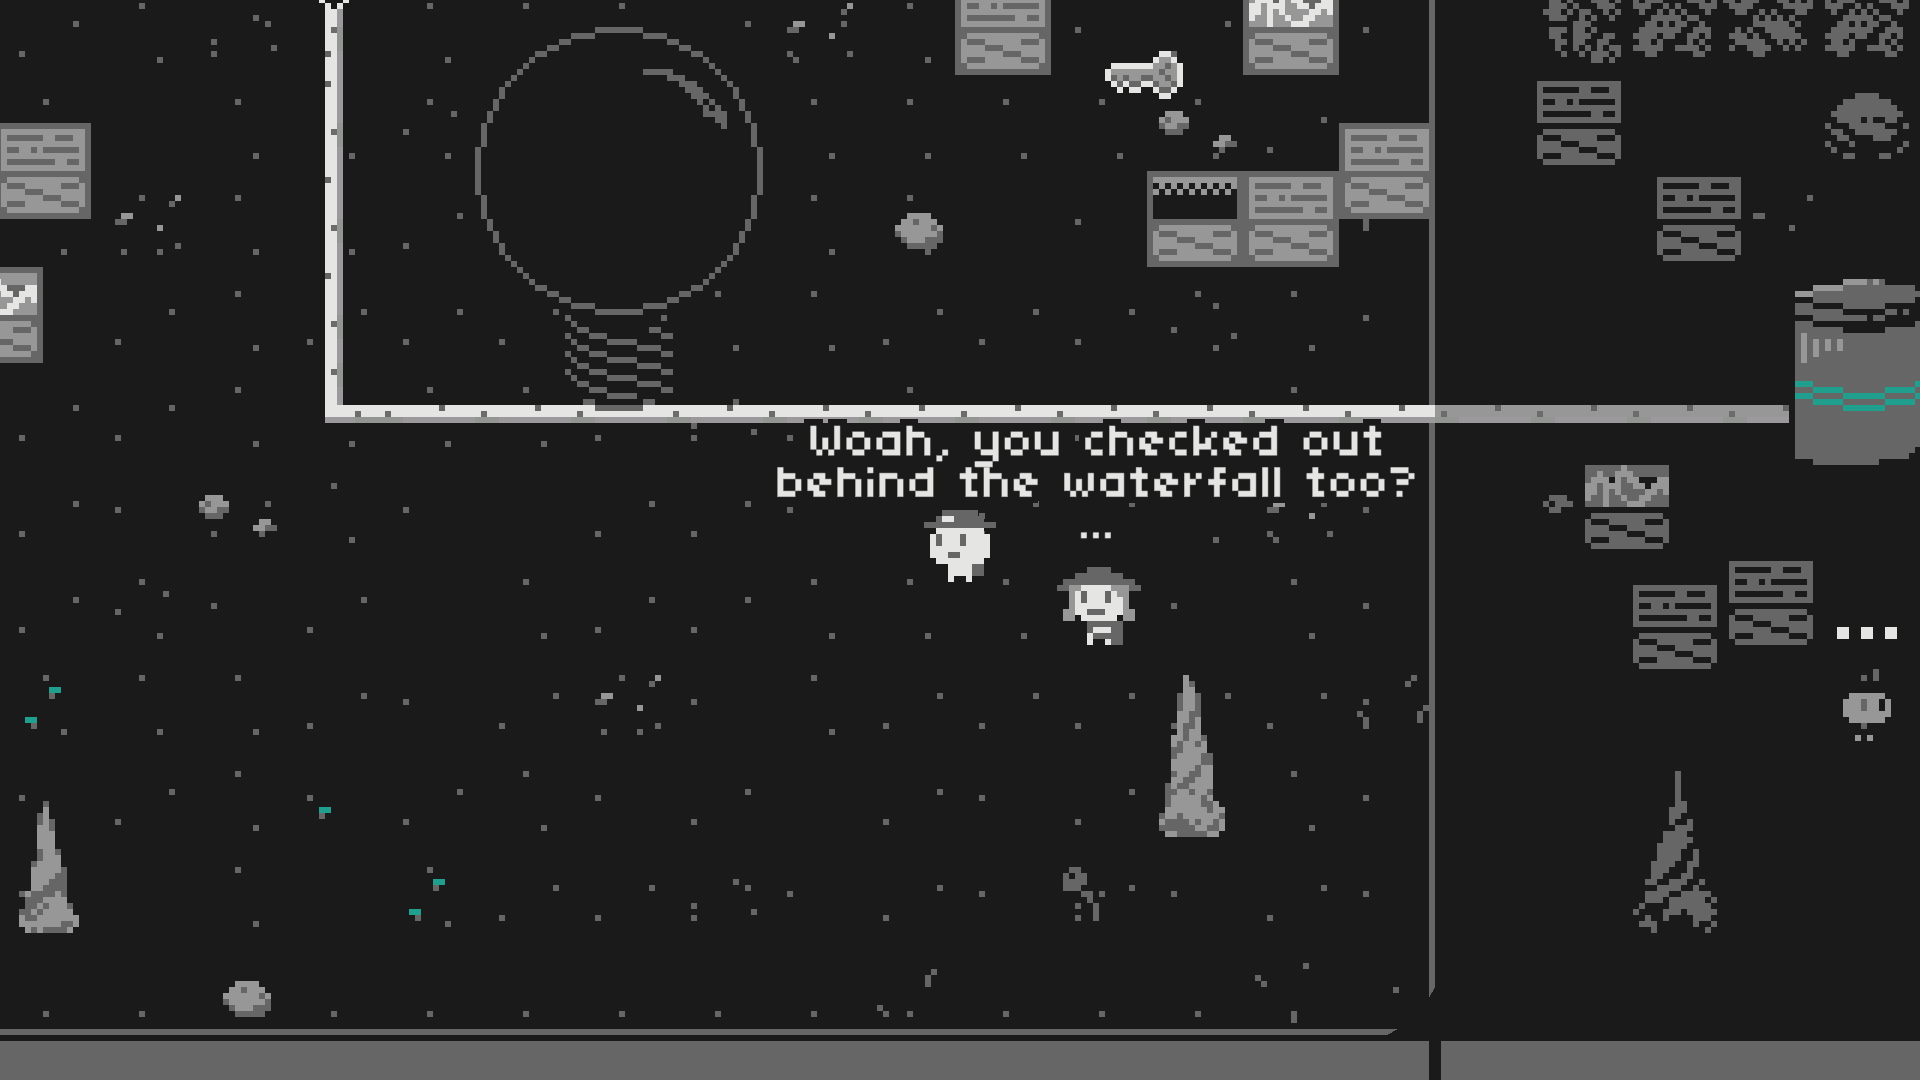 Woah, you checked out
behind the waterfall too?
...
...